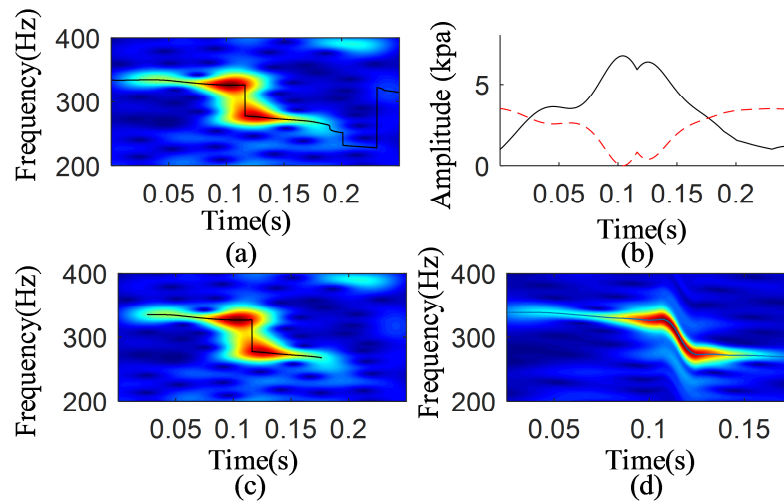 Frequency(Hz)
400
300
200
0.05 0.1 0.15 0.2
Time(s)
(a)
Amplitude (kpa)
5
0
0.05 0.1 0.15 0.2
Time(s)
(b)
Frequency(Hz)
400
300
200
0.05 0.1 0.15 0.2
Time(s)
(c)
Frequency(Hz)
400
300
200
0.05 0.1 0.15
Time(s)
(d)